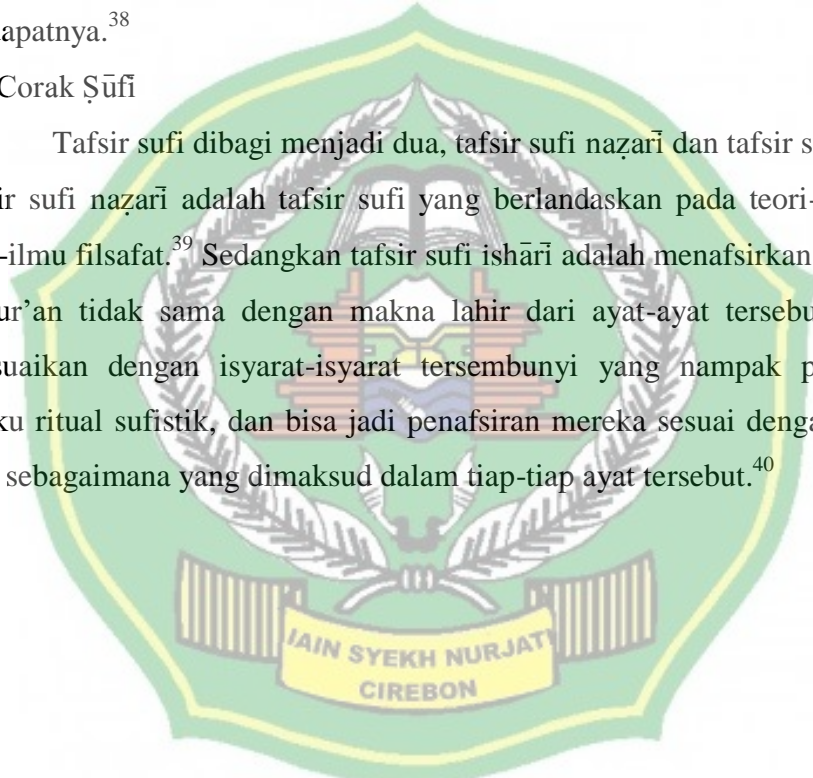 apatnya.38
Corak Ṣūfī
Tafsir sufi dibagi menjadi dua, tafsir sufi naẓarī dan tafsir s
ir sufi naẓarī adalah tafsir sufi yang berlandaskan pada teori-
-ilmu filsafat.39 Sedangkan tafsir sufi ishārī adalah menafsirkan
ur’an tidak sama dengan makna lahir dari ayat-ayat tersebu
suaikan dengan isyarat-isyarat tersembunyi yang nampak p
ku ritual sufistik, dan bisa jadi penafsiran mereka sesuai denga
sebagaimana yang dimaksud dalam tiap-tiap ayat tersebut.40
IAIN SYEKH NURJATI
CIREBON